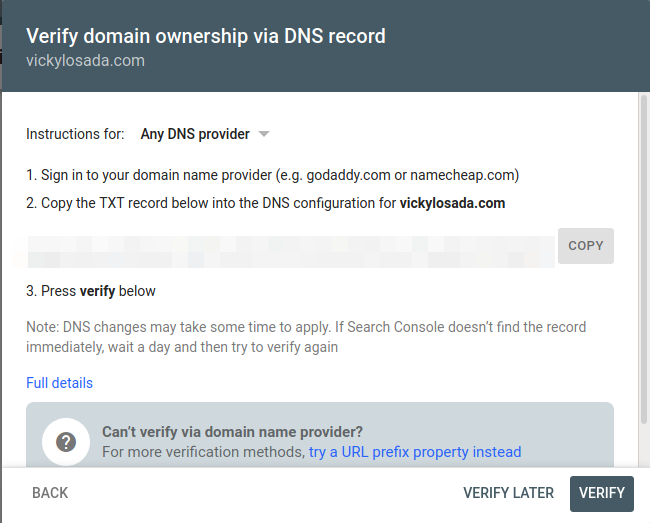 Verify domain ownership via DNS record
vickylosada.com
Instructions for: Any DNS provider
1. Sign in to your domain name provider (e.g. godaddy.com or namecheap.com)
2. Copy the TXT record below into the DNS configuration for vickylosada.com
COPY
3. Press verify below
Note: DNS changes may take some time to apply. If Search Console doesn’t find the record
immediately, wait a day and then try to verify again
Full details
Can’t verify via domain name provider?
For more verification methods, try a URL prefix property instead
BACK VERIFY LATER VERIFY